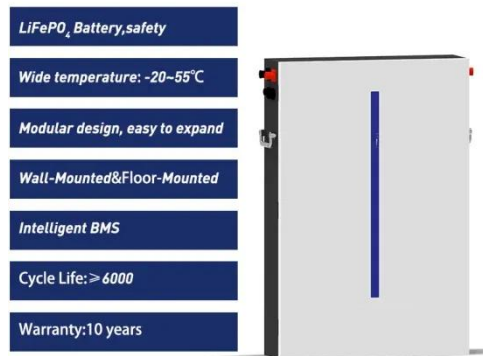 LiFePO₄ Battery,safety
Wide temperature: -20~55℃
Modular design, easy to expand
Wall-Mounted&Floor-Mounted
Intelligent BMS
Cycle Life:≥6000
Warranty:10 years